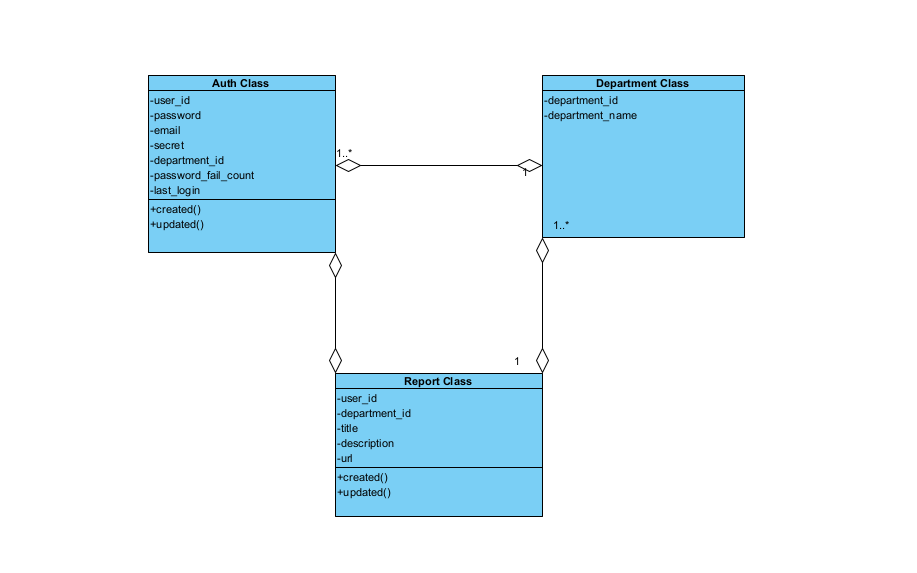 Auth Class
-user_id
-password
-email
-secret
-department_id
-password_fail_count
-last_login
+created()
+updated()
1..*
1
Department Class
-department_id
-department_name
1..*
1
Report Class
-user_id
-department_id
-title
-description
-url
+created()
+updated()